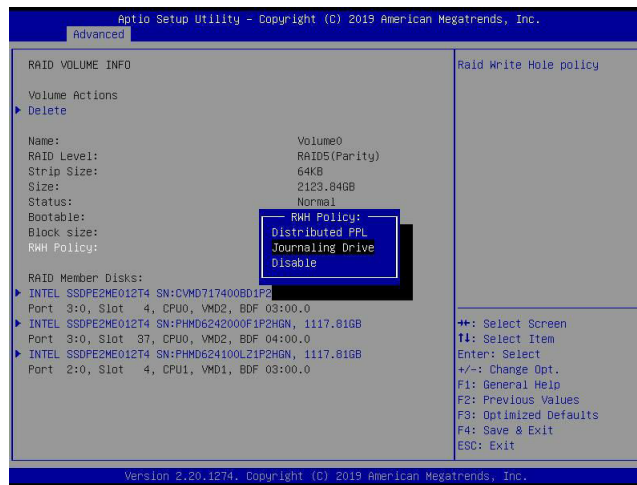 Aptio Setup Utility – Copyright (C) 2019 American Megatrends, Inc.
Advanced
RAID VOLUME INFO
Raid Write Hole policy
Volume Actions
Delete
Name: Volume0
RAID Level: RAID5(Parity)
Strip Size: 64KB
Size: 2123.84GB
Status: Normal
Bootable:
Block size:
RWH Policy:
RWH Policy:
Distributed PPL
Journaling Drive
Disable
RAID Member Disks:
INTEL SSDPE2ME012T4 SN:CVMD717400BD1P2
Port 3:0, Slot 4, CPU0, VMD2, BDF 03:00.0
INTEL SSDPE2ME012T4 SN:PHMD6242000F1P2HGN, 1117.81GB
Port 3:0, Slot 37, CPU0, VMD2, BDF 04:00.0
INTEL SSDPE2ME012T4 SN:PHMD624100LZ1P2HGN, 1117.81GB
Port 2:0, Slot 4, CPU1, VMD1, BDF 03:00.0
→←: Select Screen
↑↓: Select Item
Enter: Select
+/-: Change Opt.
F1: General Help
F2: Previous Values
F3: Optimized Defaults
F4: Save & Exit
ESC: Exit
Version 2.20.1274. Copyright (C) 2019 American Megatrends, Inc.